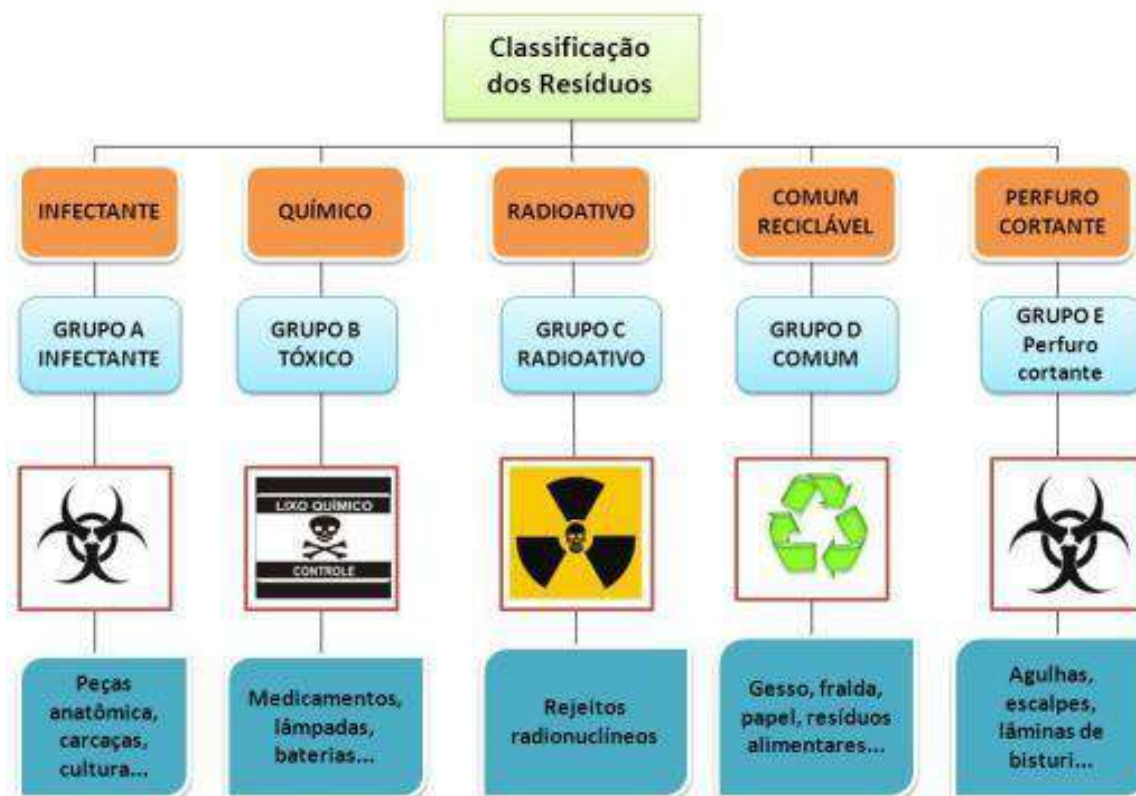 Classificação
dos Resíduos
INFECTANTE
QUÍMICO
RADIOATIVO
COMUM
RECICLÁVEL
PERFURO
CORTANTE
GRUPO A
INFECTANTE
GRUPO B
TÓXICO
GRUPO C
RADIOATIVO
GRUPO D
COMUM
GRUPO E
Perfuro
cortante
LIXO QUÍMICO
CONTROLE
Peças
anatômica,
carcaças,
cultura...
Medicamentos,
lâmpadas,
baterias...
Rejeitos
radionuclíneos
Gesso, fralda,
papel, resíduos
alimentares...
Agulhas,
escalpes,
lâminas de
bisturi...